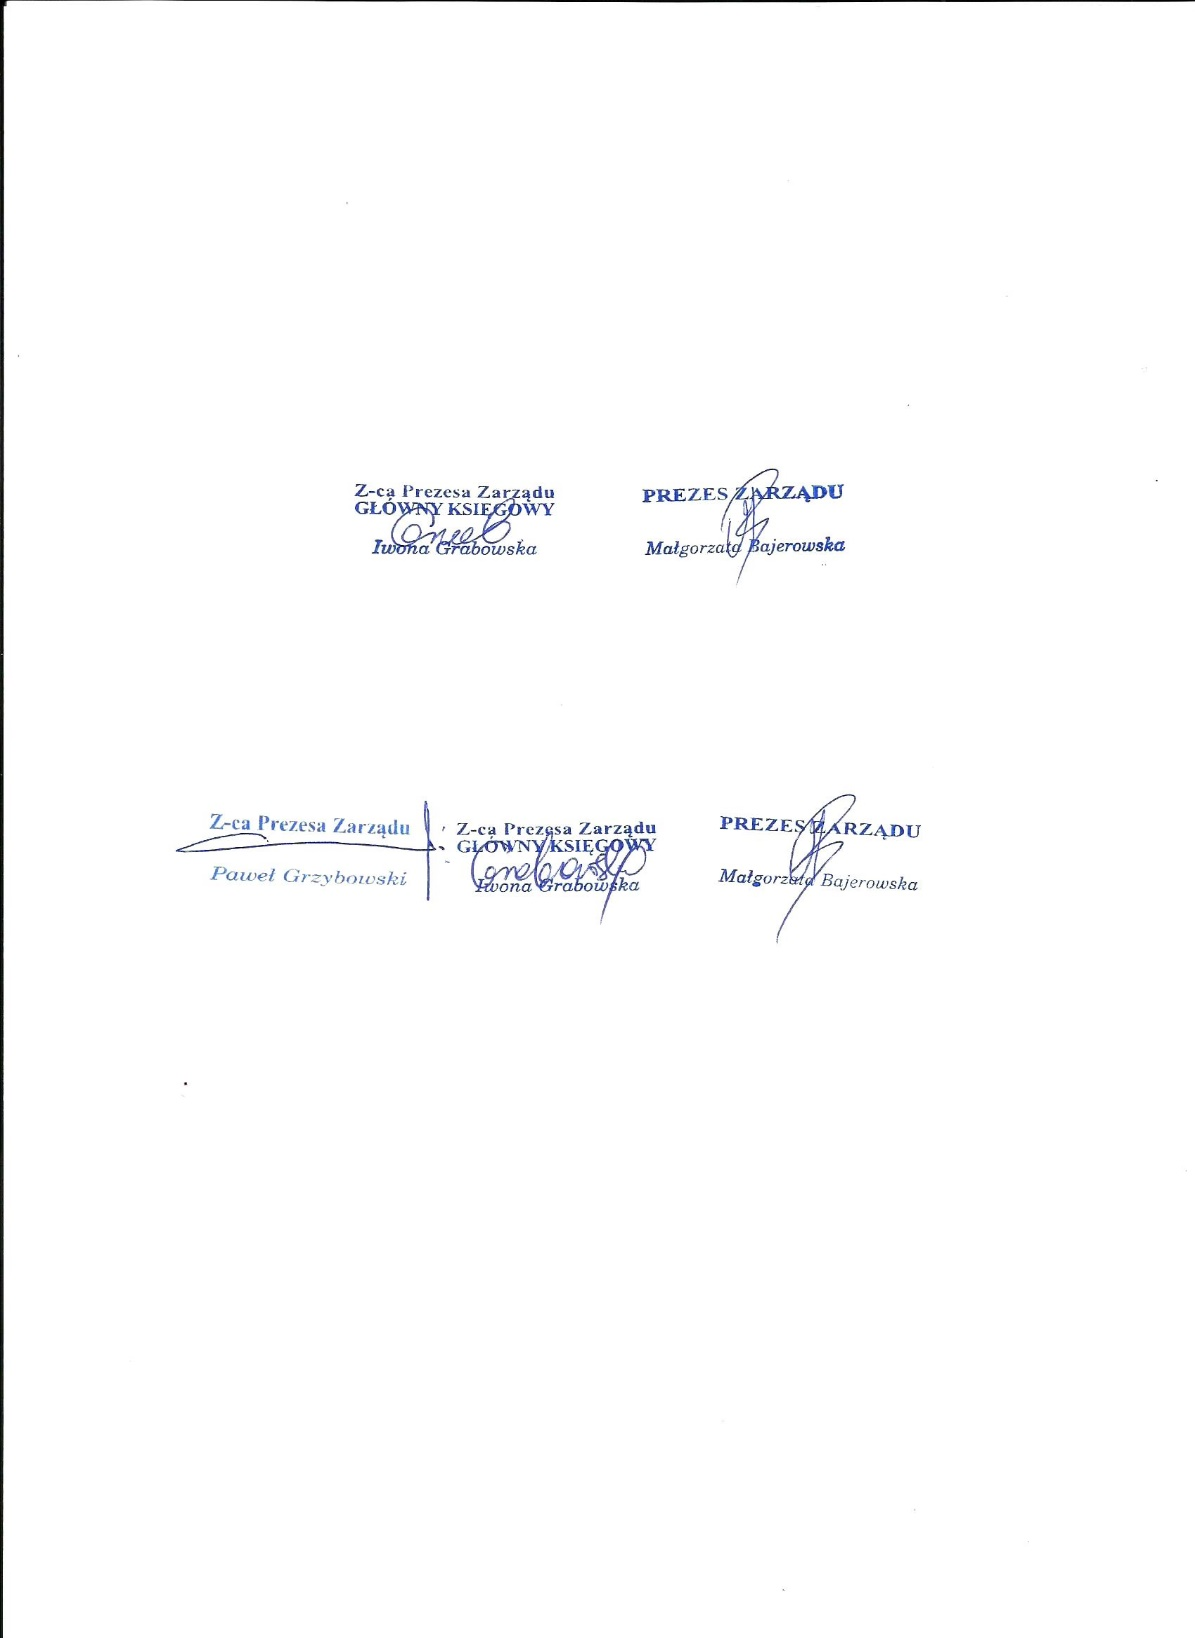 Z-ca Prezesa Zarządu
GŁÓWNY KSIĘGOWY
Iwona Grabowska
PREZES ZARZĄDU
Małgorzata Bajerowska
Z-ca Prezesa Zarządu
Paweł Grzybowski
Z-ca Prezesa Zarządu
GŁÓWNY KSIĘGOWY
Iwona Grabowska
PREZES ZARZĄDU
Małgorzata Bajerowska